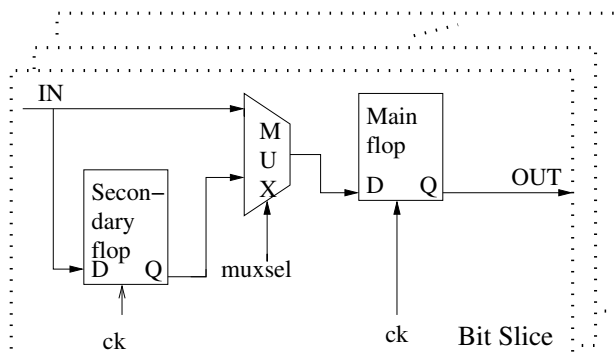 IN
M
U
X
Main
flop
D Q
OUT
Secon-
dary
flop
D Q
muxsel
ck
ck
Bit Slice